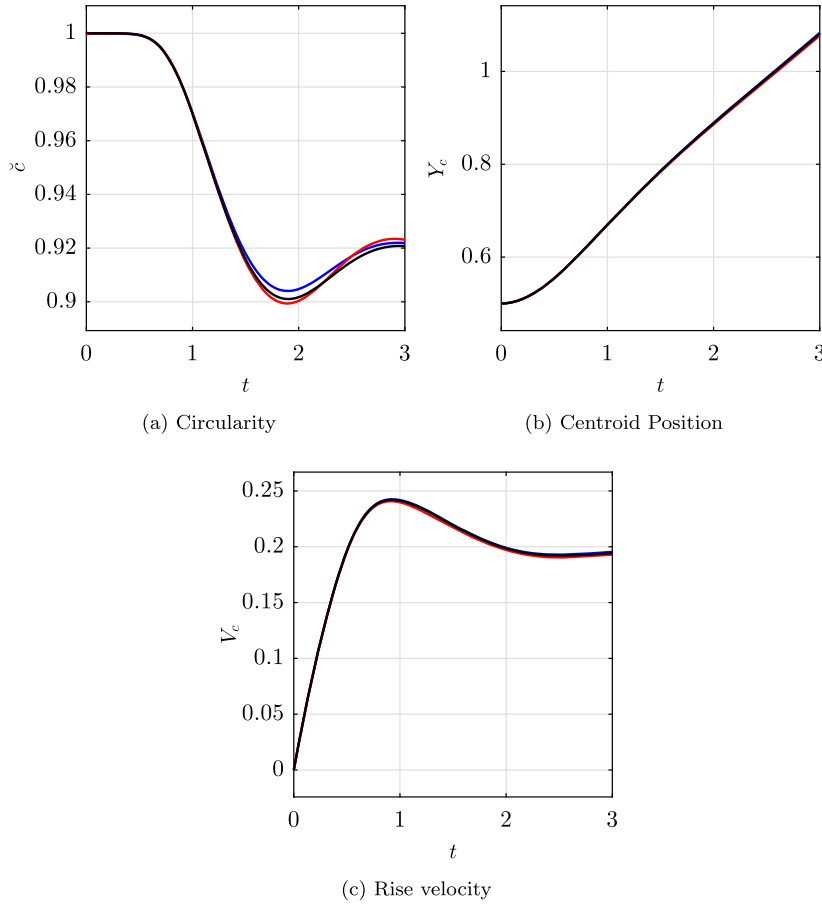 1
0.98
0.96
0.94
0.92
0.9
c̆
0 1 2 3
t
(a) Circularity
1
0.8
0.6
Y_c
0 1 2 3
t
(b) Centroid Position
0.25
0.2
0.15
0.1
0.05
0
V_c
0 1 2 3
t
(c) Rise velocity